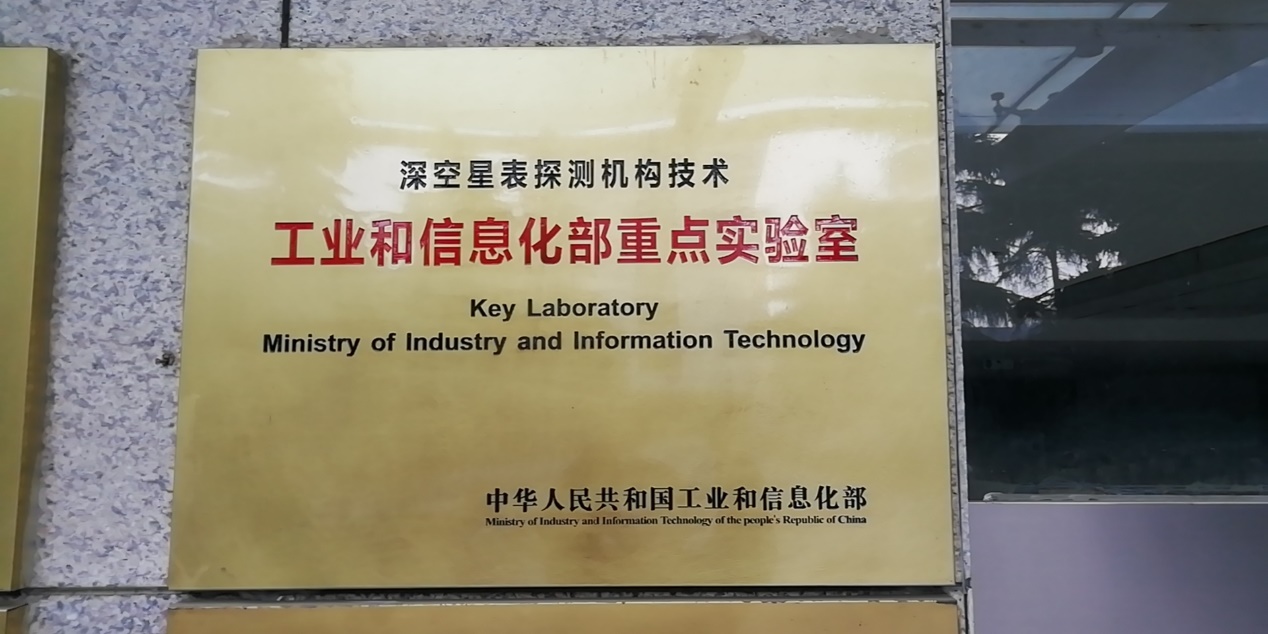 深空星表探测机构技术
工业和信息化部重点实验室
Key Laboratory
Ministry of Industry and Information Technology
中华人民共和国工业和信息化部
Ministry of Industry and Information Technology of the people's Republic of China